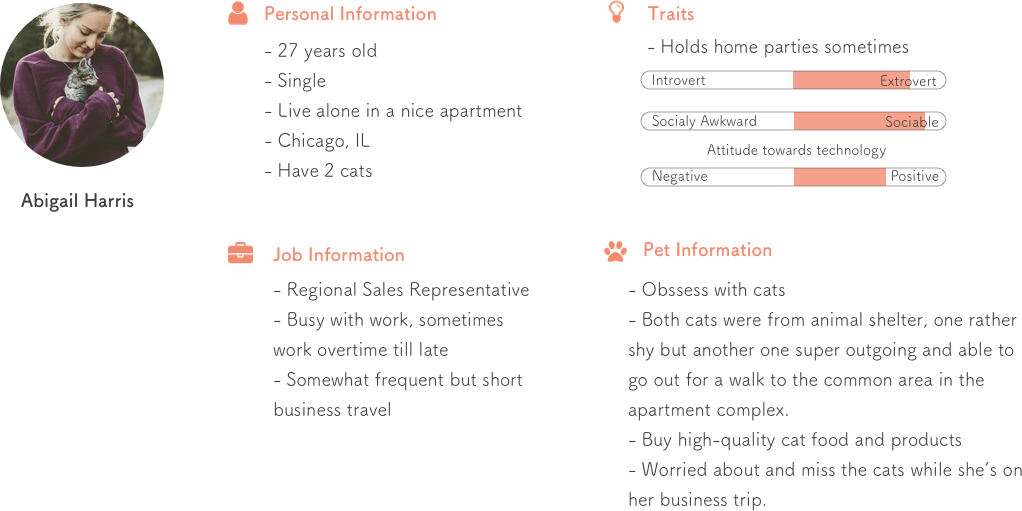 Abigail Harris
Personal Information
- 27 years old
- Single
- Live alone in a nice apartment
- Chicago, IL
- Have 2 cats
Traits
- Holds home parties sometimes
Introvert Extrovert
Socialy Awkward Sociable
Attitude towards technology
Negative Positive
Job Information
- Regional Sales Representative
- Busy with work, sometimes
work overtime till late
- Somewhat frequent but short
business travel
Pet Information
- Obssess with cats
- Both cats were from animal shelter, one rather
shy but another one super outgoing and able to
go out for a walk to the common area in the
apartment complex.
- Buy high-quality cat food and products
- Worried about and miss the cats while she's on
her business trip.